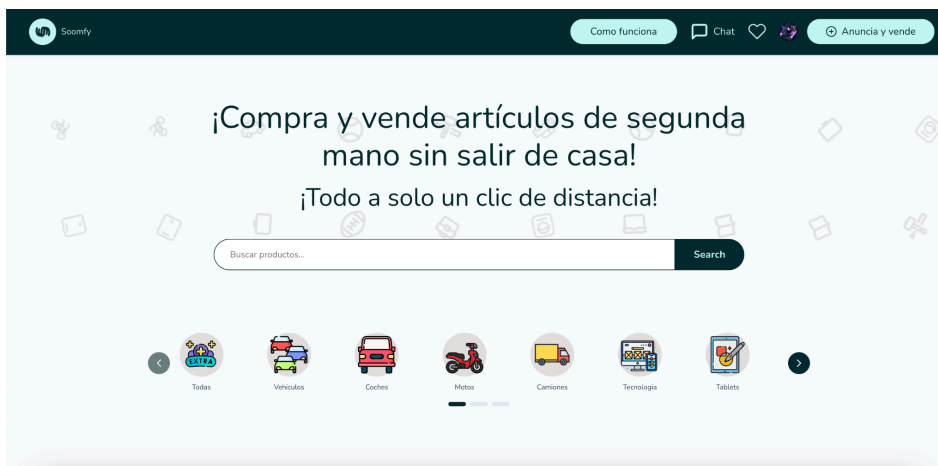 Soomfy
Como funciona
Chat
Anuncia y vende
¡Compra y vende artículos de segunda
mano sin salir de casa!
¡Todo a solo un clic de distancia!
Buscar productos...
Search
EXTRA
Todas
Vehiculos
Coches
Motos
Camiones
Tecnologia
Tablets